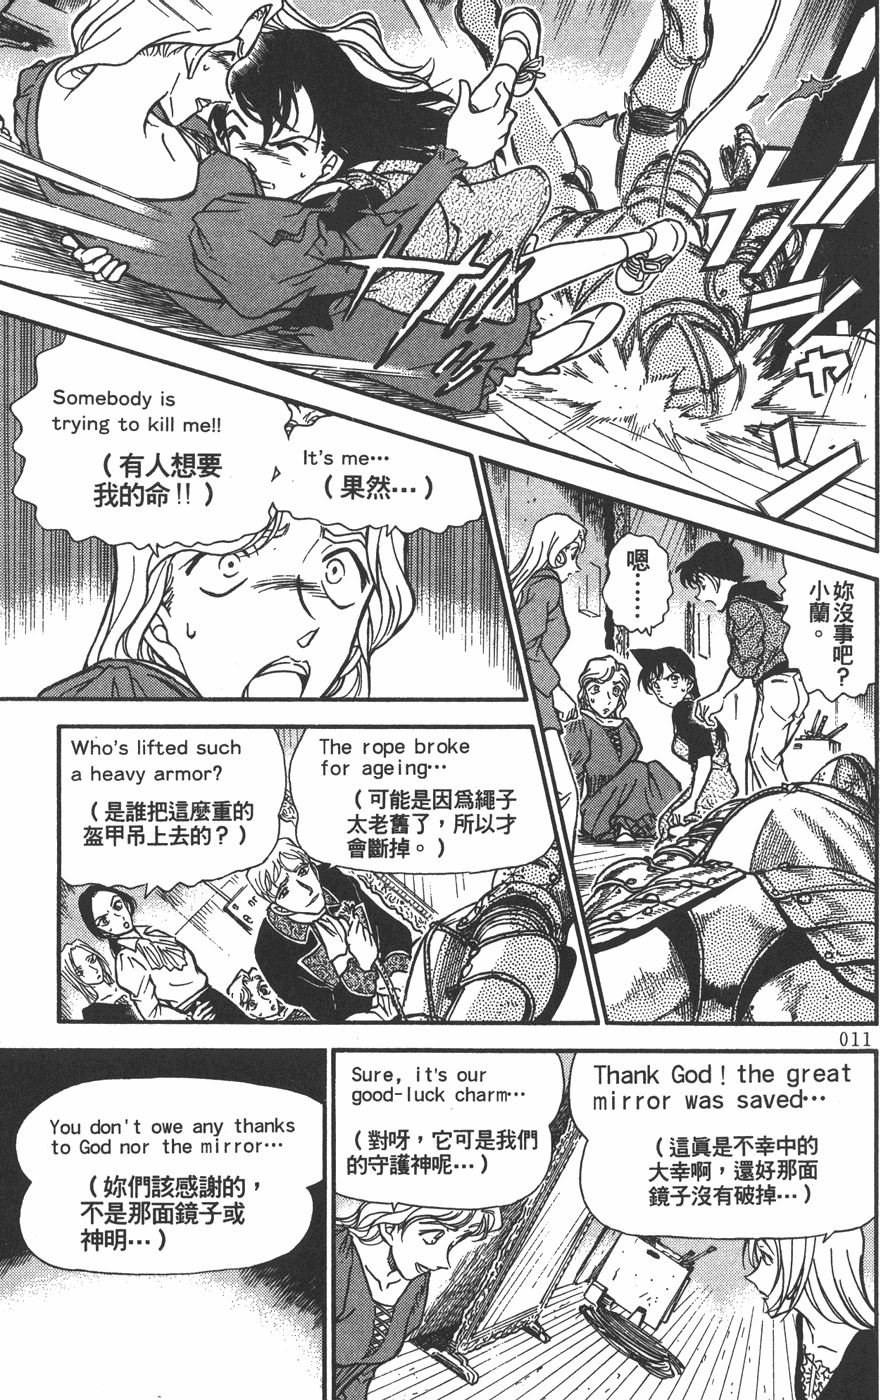 ガシャ
It's me…
(果然…)
Somebody is
trying to kill me!!
(有人想要
我的命!!)
妳沒事吧?
小蘭。
嗯……
The rope broke
for ageing…
(可能是因爲繩子
太老舊了,所以才
會斷掉。)
Who's lifted such
a heavy armor?
(是誰把這麼重的
盔甲吊上去的?)
011
Thank God! the great
mirror was saved…
(這眞是不幸中的
大幸啊,還好那面
鏡子沒有破掉…)
Sure, it's our
good-luck charm…
(對呀,它可是我們
的守護神呢…)
You don't owe any thanks
to God nor the mirror…
(妳們該感謝的,
不是那面鏡子或
神明…)